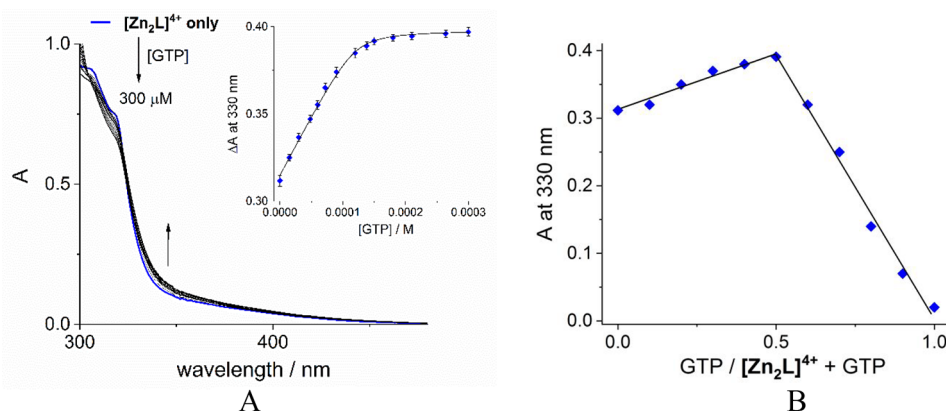 [Zn2L]4+ only
[GTP]
300 μM
1.0
0.5
0.0
A
300
400
wavelength / nm
0.40
0.35
0.30
ΔA at 330 nm
0.0000
0.0001
0.0002
0.0003
[GTP] / M
A
0.4
0.3
0.2
0.1
0.0
A at 330 nm
0.0
0.5
1.0
GTP / [Zn2L]4+ + GTP
B